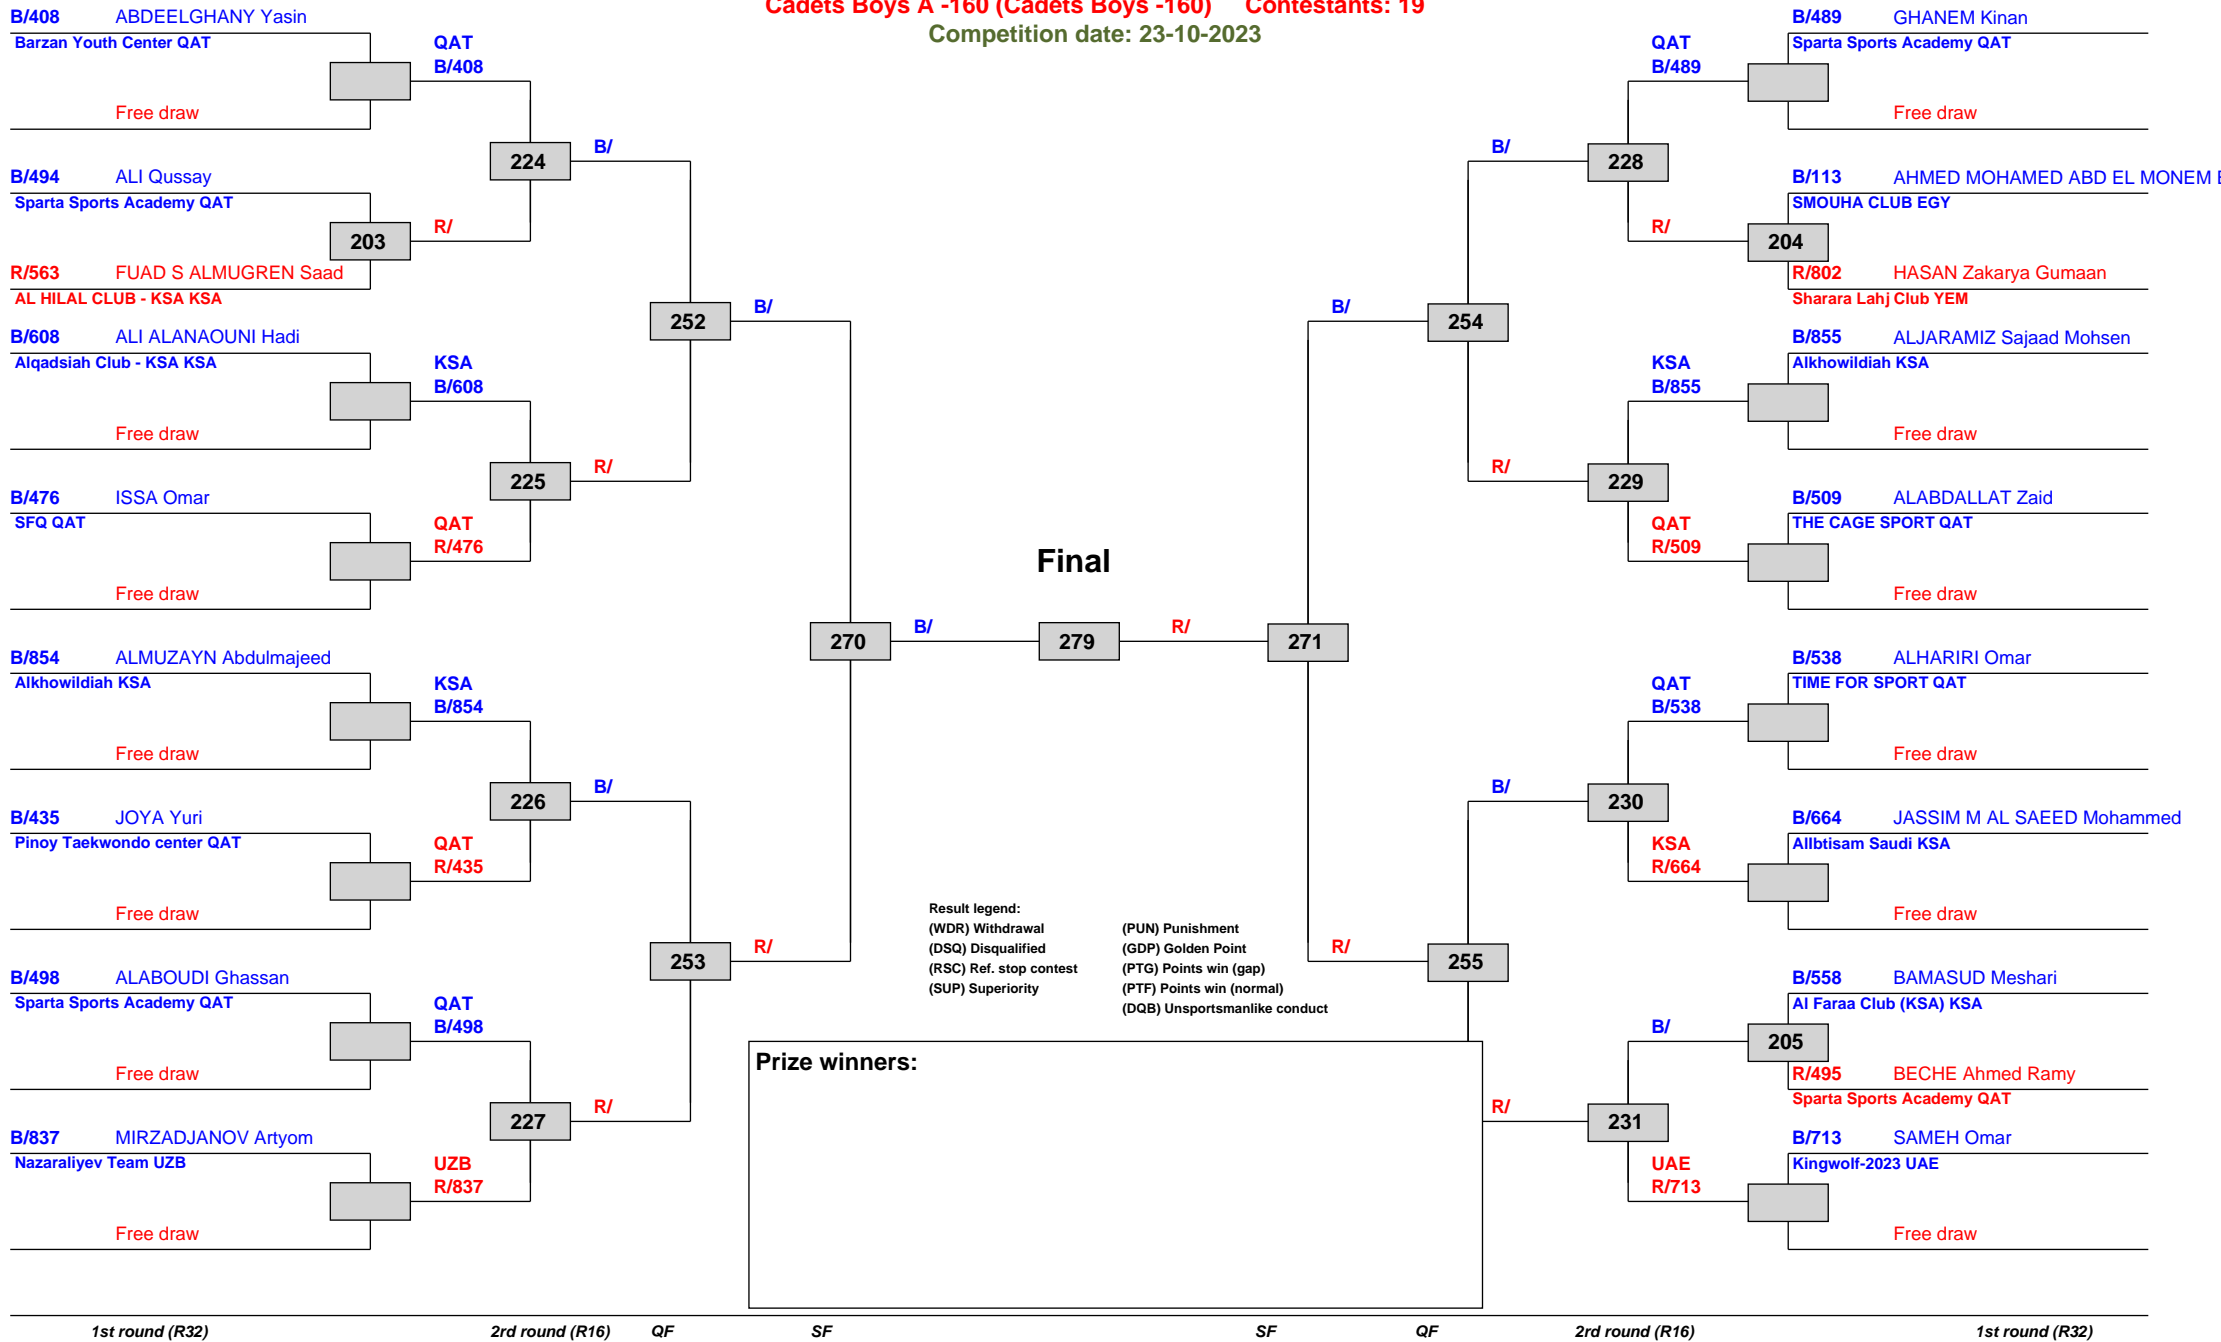 Cadets Boys A -160 (Cadets Boys -160) Contestants: 19
Competition date: 23-10-2023
B/408 ABDEELGHANY Yasin
Barzan Youth Center QAT
Free draw
QAT
B/408
B/494 ALI Qussay
Sparta Sports Academy QAT
203
R/563 FUAD S ALMUGREN Saad
AL HILAL CLUB - KSA KSA
R/
224
B/
B/608 ALI ALANAOUNI Hadi
Alqadsiah Club - KSA KSA
Free draw
KSA
B/608
B/476 ISSA Omar
SFQ QAT
Free draw
QAT
R/476
225
R/
252
B/
B/854 ALMUZAYN Abdulmajeed
Alkhowildiah KSA
Free draw
KSA
B/854
B/435 JOYA Yuri
Pinoy Taekwondo center QAT
Free draw
QAT
R/435
226
B/
B/498 ALABOUDI Ghassan
Sparta Sports Academy QAT
Free draw
QAT
B/498
B/837 MIRZADJANOV Artyom
Nazaraliyev Team UZB
Free draw
UZB
R/837
227
R/
253
R/
270
B/
Final
279
R/
271
B/489 GHANEM Kinan
Sparta Sports Academy QAT
Free draw
QAT
B/489
B/113 AHMED MOHAMED ABD EL MONEM
SMOUHA CLUB EGY
204
R/802 HASAN Zakarya Gumaan
Sharara Lahj Club YEM
R/
228
B/
B/855 ALJARAMIZ Sajaad Mohsen
Alkhowildiah KSA
Free draw
KSA
B/855
B/509 ALABDALLAT Zaid
THE CAGE SPORT QAT
Free draw
QAT
R/509
229
R/
254
B/
B/538 ALHARIRI Omar
TIME FOR SPORT QAT
Free draw
QAT
B/538
B/664 JASSIM M AL SAEED Mohammed
AlIbtisam Saudi KSA
Free draw
KSA
R/664
230
B/
B/558 BAMASUD Meshari
Al Faraa Club (KSA) KSA
205
R/495 BECHE Ahmed Ramy
Sparta Sports Academy QAT
B/
B/713 SAMEH Omar
Kingwolf-2023 UAE
Free draw
UAE
R/713
231
R/
255
R/
Result legend:
(WDR) Withdrawal (PUN) Punishment
(DSQ) Disqualified (GDP) Golden Point
(RSC) Ref. stop contest (PTG) Points win (gap)
(SUP) Superiority (PTF) Points win (normal)
(DQB) Unsportsmanlike conduct
Prize winners:
1st round (R32) 2rd round (R16) QF SF SF QF 2rd round (R16) 1st round (R32)